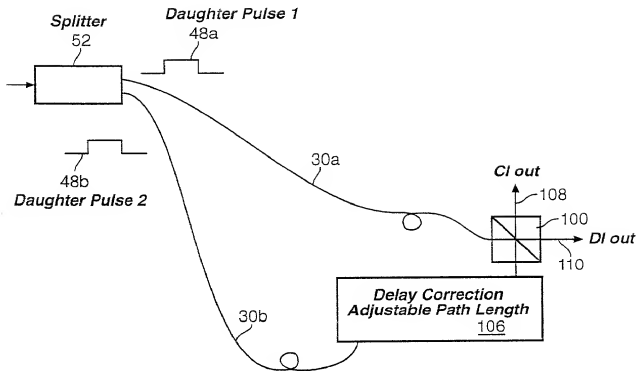 Daughter Pulse 1
48a
Splitter
52
48b
Daughter Pulse 2
30a
CI out
108
100
DI out
110
Delay Correction
Adjustable Path Length
106
30b